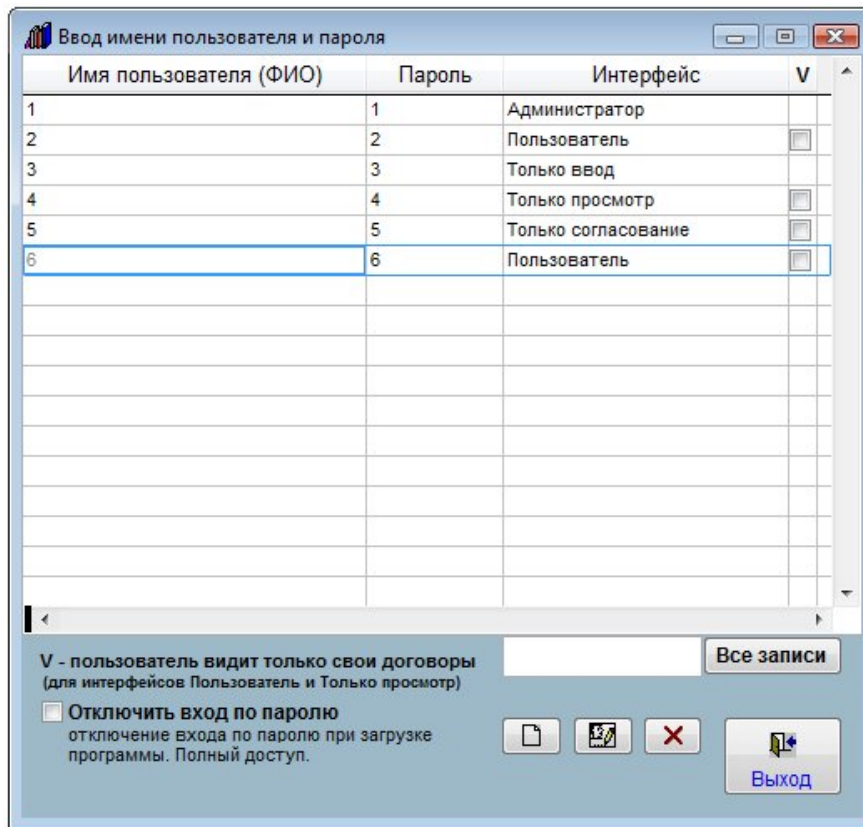 Ввод имени пользователя и пароля
Имя пользователя (ФИО) Пароль Интерфейс V
1 1 Администратор
2 2 Пользователь
3 3 Только ввод
4 4 Только просмотр
5 5 Только согласование
6 6 Пользователь
V - пользователь видит только свои договоры
(для интерфейсов Пользователь и Только просмотр)
Все записи
Отключить вход по паролю
отключение входа по паролю при загрузке
программы. Полный доступ.
Выход